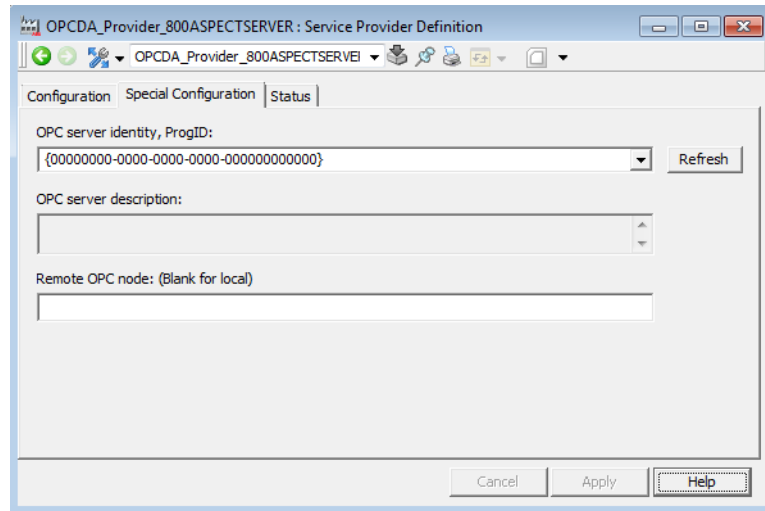 OPCDA_Provider_800ASPECTSERVER : Service Provider Definition
OPCDA_Provider_800ASPECTSERVEI
Configuration Special Configuration Status
OPC server identity, ProgID:
{00000000-0000-0000-0000-000000000000} Refresh
OPC server description:
Remote OPC node: (Blank for local)
Cancel Apply Help